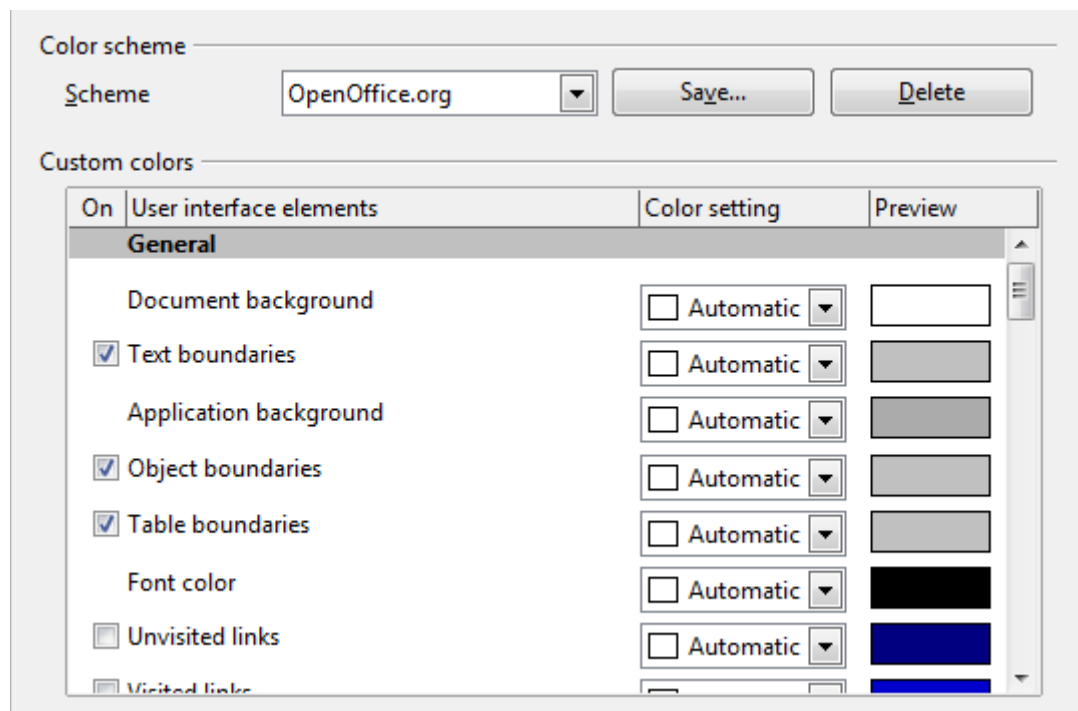 Color scheme
Scheme OpenOffice.org Save... Delete
Custom colors
On User interface elements Color setting Preview
General
Document background Automatic
Text boundaries Automatic
Application background Automatic
Object boundaries Automatic
Table boundaries Automatic
Font color Automatic
Unvisited links Automatic
Visited links